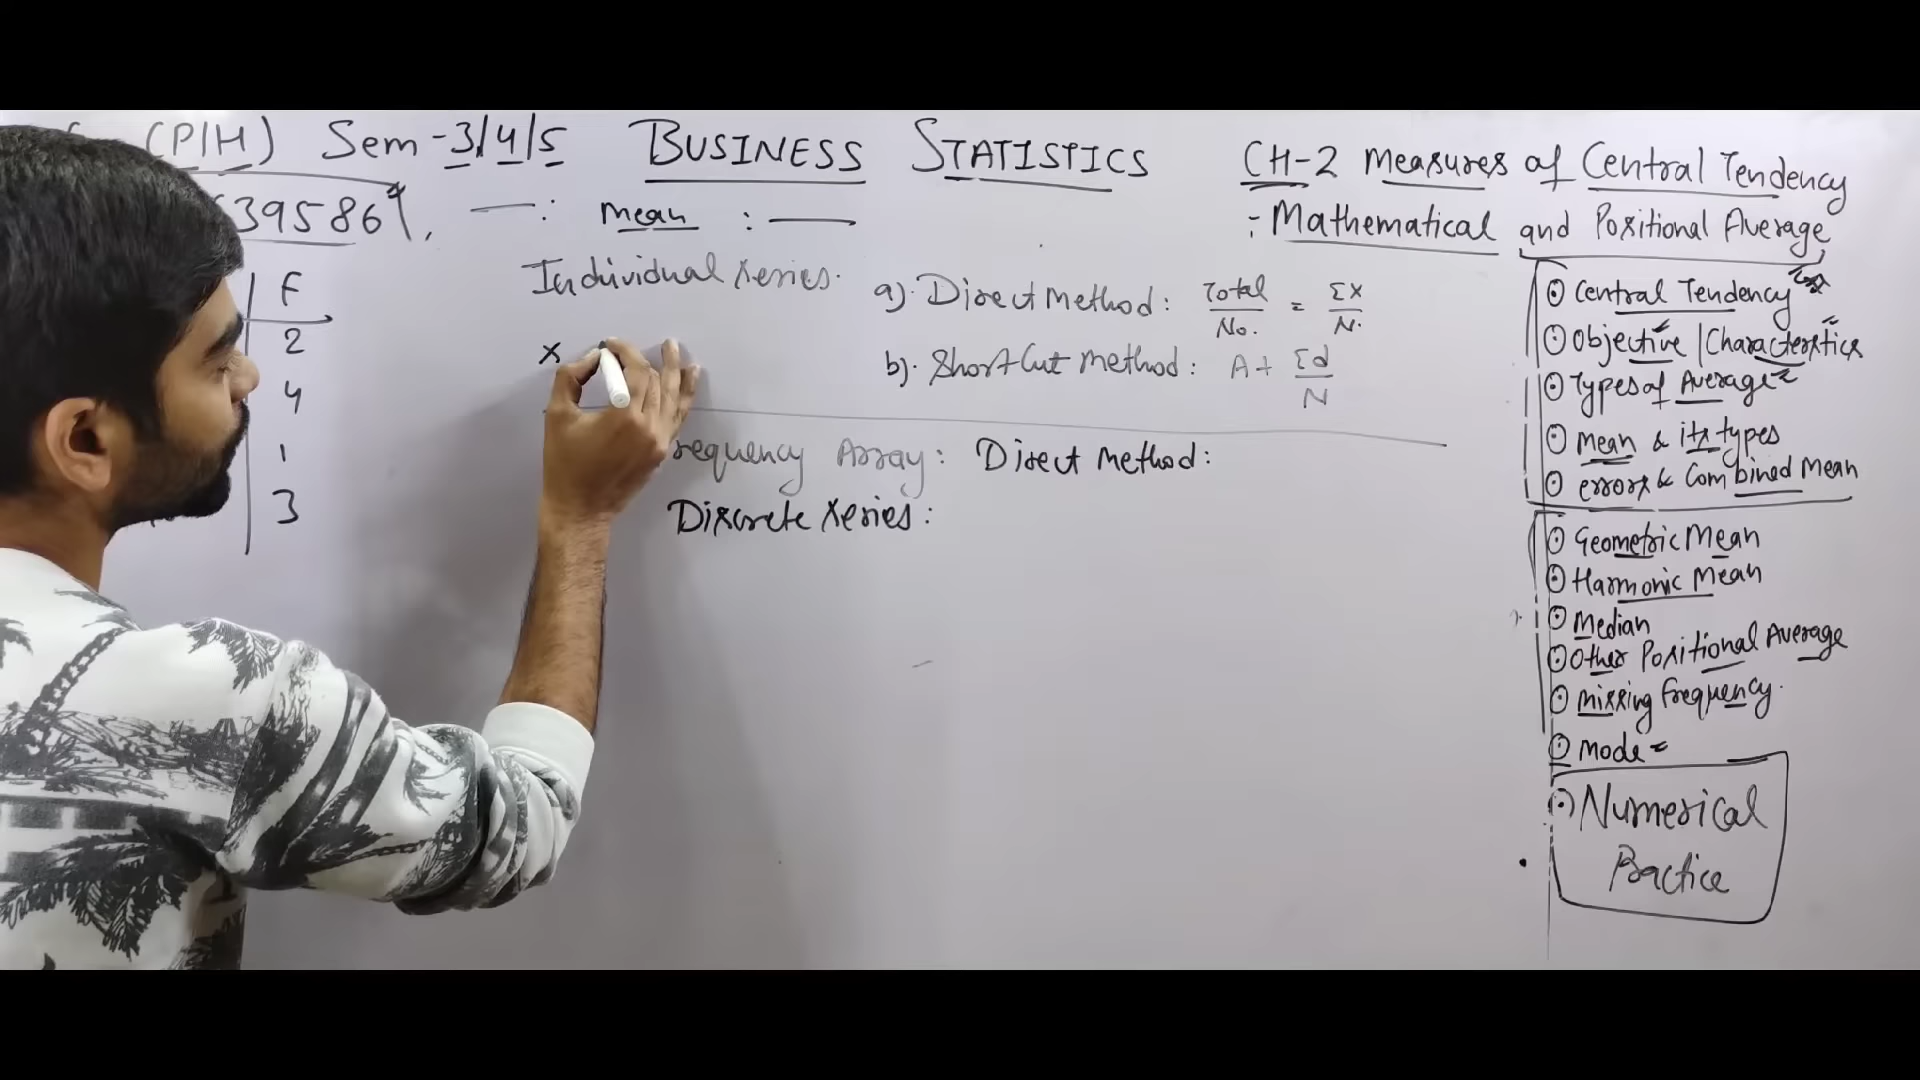 (P/H) Sem -3/4/5 BUSINESS STATISTICS
CH-2 Measures of Central Tendency
:- Mathematical and Positional Average
395869,
mean :
F
2
4
1
3
Individual series.
X
a). Direct Method: Total/No. = ΣX/N.
b). Short Cut Method: A+ Σd/N
requency Array: Direct Method:
Discrete series:
Central Tendency
Objective / Characteristics
Types of Average
Mean & its types
errors & Combined Mean
Geometric Mean
Harmonic Mean
Median
Other Positional Average
Missing frequency.
Mode
Numerical
Practice